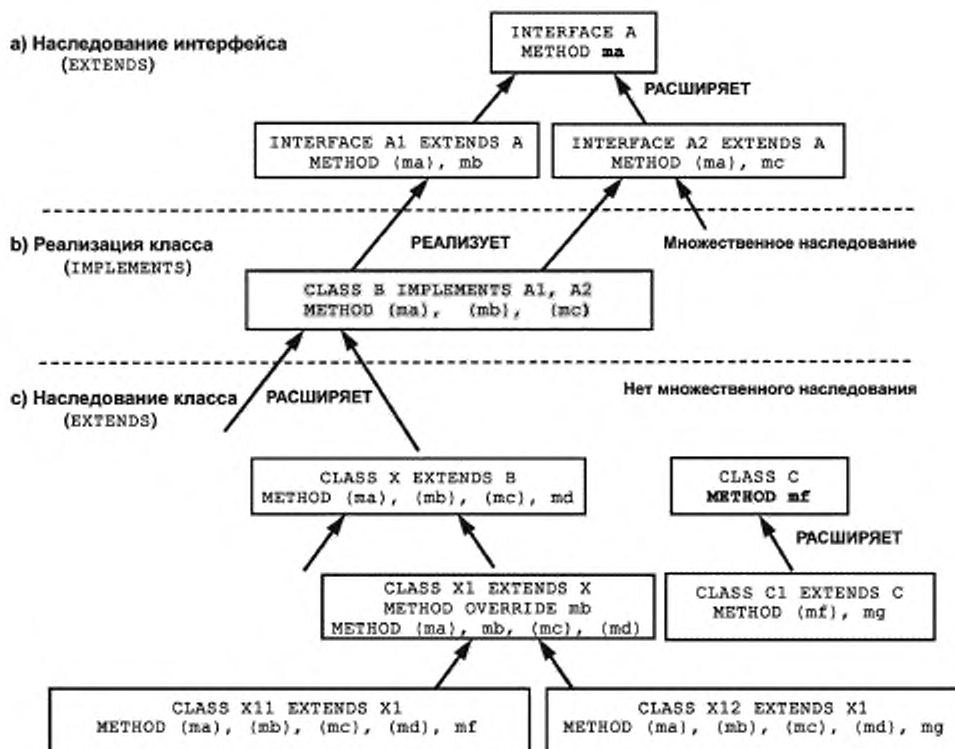 a) Наследование интерфейса
(EXTENDS)
INTERFACE A
METHOD ma
РАСШИРЯЕТ
INTERFACE A1 EXTENDS A
METHOD (ma), mb
INTERFACE A2 EXTENDS A
METHOD (ma), mc
b) Реализация класса
(IMPLEMENTS)
РЕАЛИЗУЕТ
Множественное наследование
CLASS B IMPLEMENTS A1, A2
METHOD (ma), (mb), (mc)
c) Наследование класса
(EXTENDS)
РАСШИРЯЕТ
Нет множественного наследования
CLASS X EXTENDS B
METHOD (ma), (mb), (mc), md
CLASS C
METHOD mf
РАСШИРЯЕТ
CLASS X1 EXTENDS X
METHOD OVERRIDE mb
METHOD (ma), mb, (mc), (md)
CLASS C1 EXTENDS C
METHOD (mf), mg
CLASS X11 EXTENDS X1
METHOD (ma), (mb), (mc), (md), mf
CLASS X12 EXTENDS X1
METHOD (ma), (mb), (mc), (md), mg